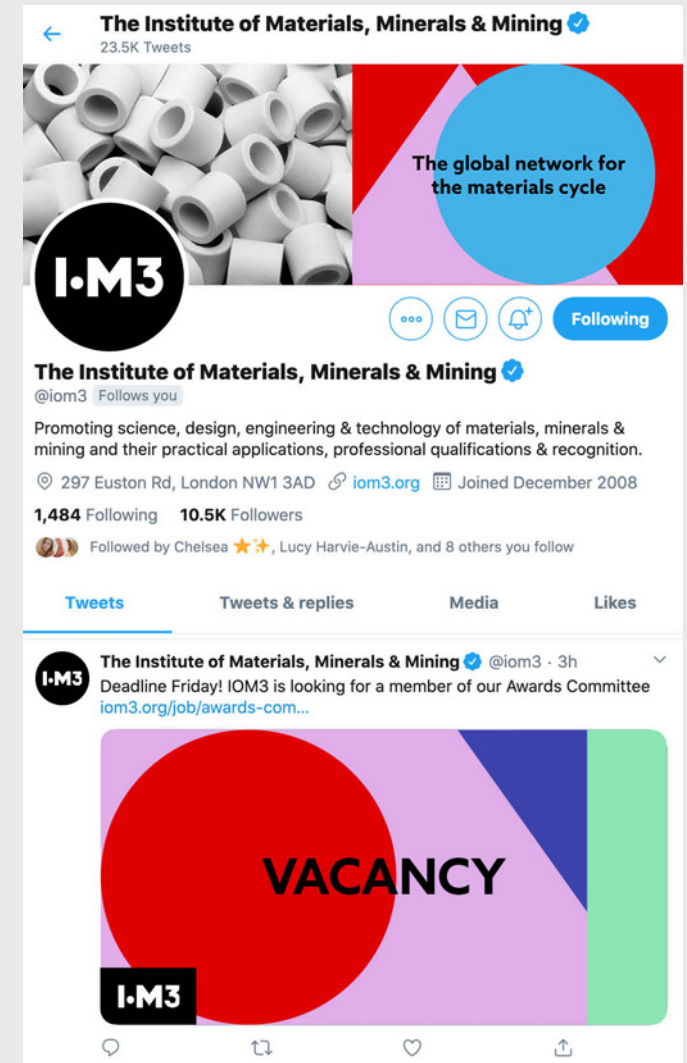 The Institute of Materials, Minerals & Mining
23.5K Tweets
The global network for
the materials cycle
I•M3
Following
The Institute of Materials, Minerals & Mining
@iom3 Follows you
Promoting science, design, engineering & technology of materials, minerals &
mining and their practical applications, professional qualifications & recognition.
297 Euston Rd, London NW1 3AD iom3.org Joined December 2008
1,484 Following 10.5K Followers
Followed by Chelsea ⭐✨, Lucy Harvie-Austin, and 8 others you follow
Tweets Tweets & replies Media Likes
I•M3
The Institute of Materials, Minerals & Mining @iom3 · 3h
Deadline Friday! IOM3 is looking for a member of our Awards Committee
iom3.org/job/awards-com...
VACANCY
I•M3